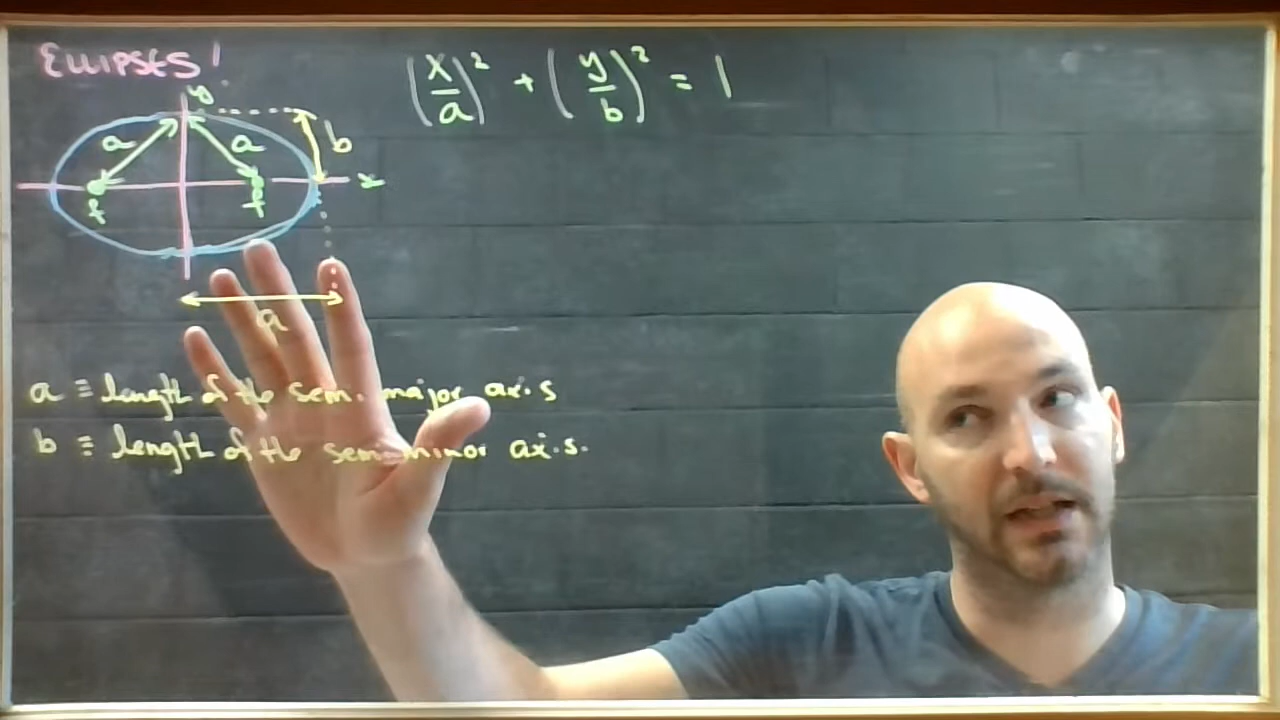 ELLIPSES!
(x/a)² + (y/b)² = 1
y
a a b
x
f f
a
a ≡ length of the semi-major axis
b ≡ length of the semi-minor axis.